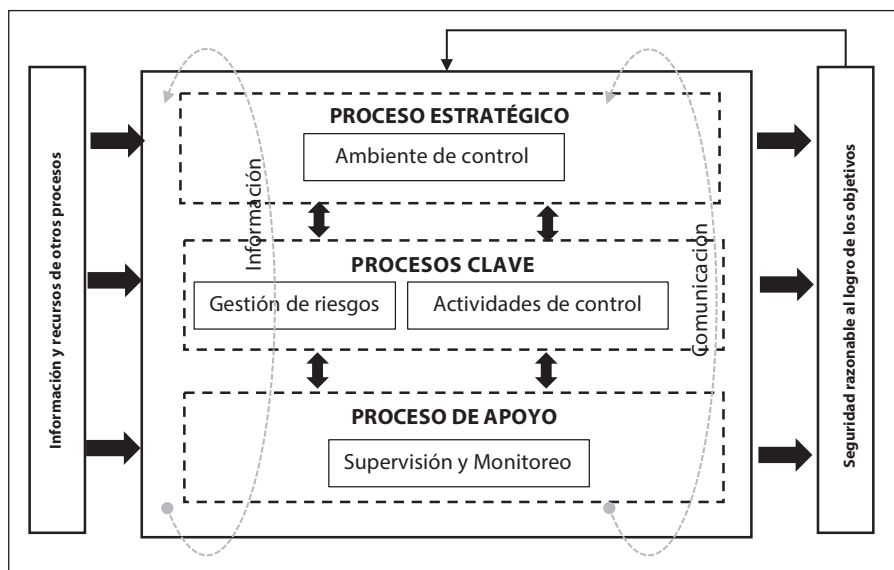 Información y recursos de otros procesos
PROCESO ESTRATÉGICO
Ambiente de control
Información
PROCESOS CLAVE
Gestión de riesgos
Actividades de control
Comunicación
PROCESO DE APOYO
Supervisión y Monitoreo
Seguridad razonable al logro de los objetivos